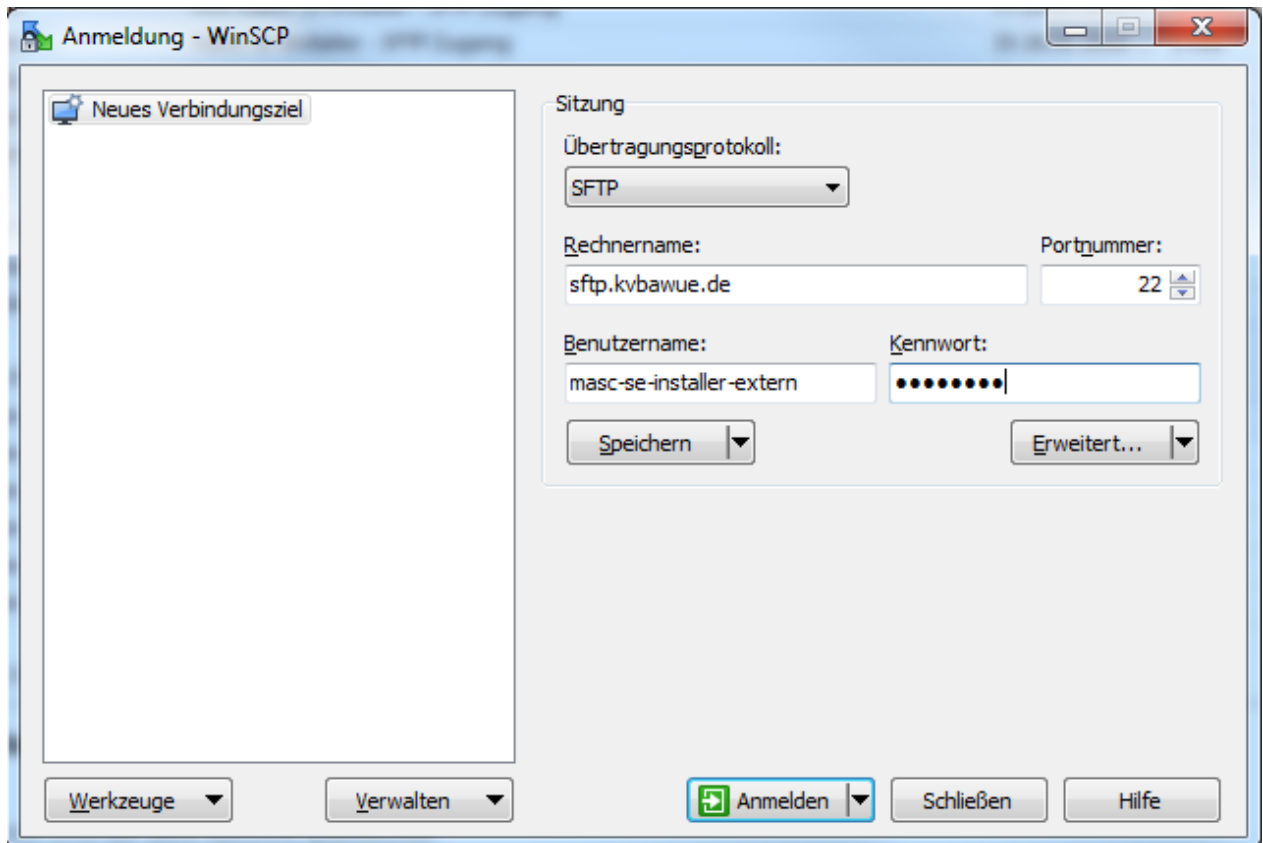 Anmeldung - WinSCP
Neues Verbindungsziel
Sitzung
Übertragungsprotokoll:
SFTP
Rechnername:
Portnummer:
sftp.kvbawue.de
22
Benutzername:
Kennwort:
masc-se-installer-extern
••••••••
Speichern
Erweitert...
Werkzeuge
Verwalten
Anmelden
Schließen
Hilfe